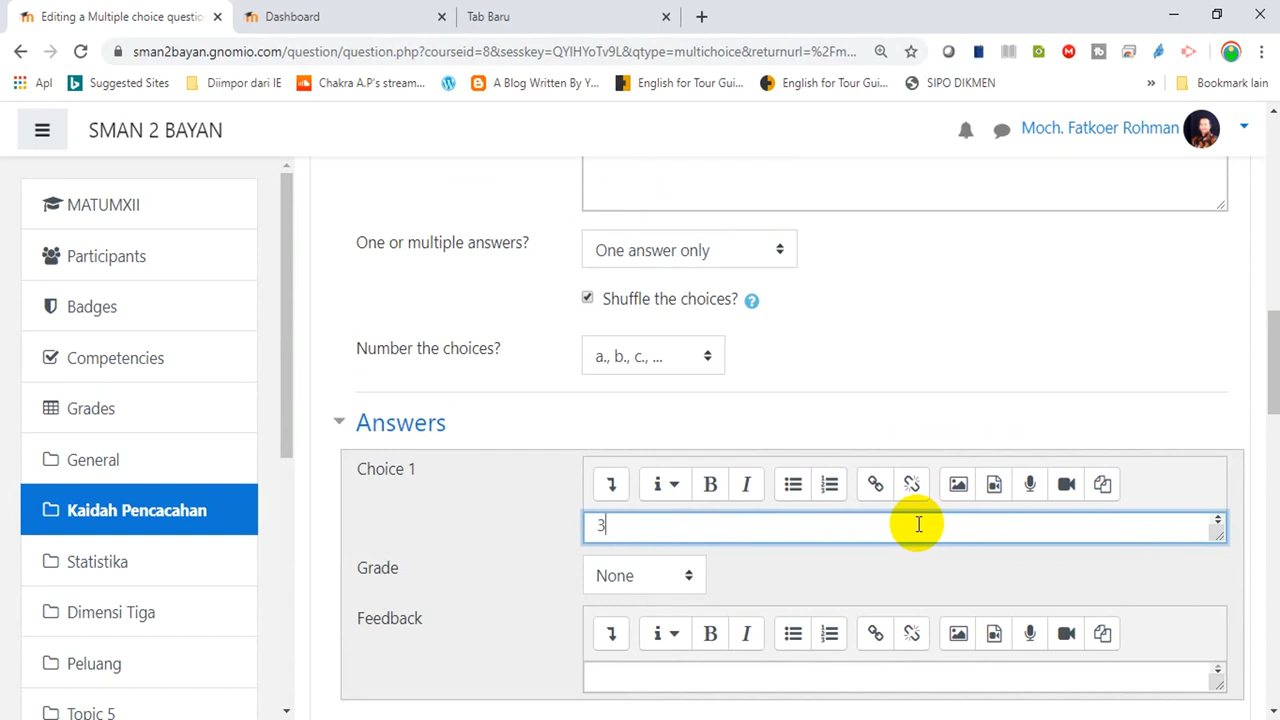 Editing a Multiple choice questio
Dashboard
Tab Baru
sman2bayan.gnomio.com/question/question.php?courseid=8&sesskey=QYIHYoTv9L&qtype=multichoice&returnurl=%2Fm...
Apl
Suggested Sites
Diimpor dari IE
Chakra A.P's stream...
A Blog Written By Y...
English for Tour Gui...
English for Tour Gui...
SIPO DIKMEN
»
Bookmark lain
SMAN 2 BAYAN
Moch. Fatkoer Rohman
MATUMXII
Participants
Badges
Competencies
Grades
General
Kaidah Pencacahan
Statistika
Dimensi Tiga
Peluang
Topic 5
One or multiple answers?
One answer only
Shuffle the choices?
Number the choices?
a., b., c., ...
Answers
Choice 1
B I
3
Grade
None
Feedback
B I